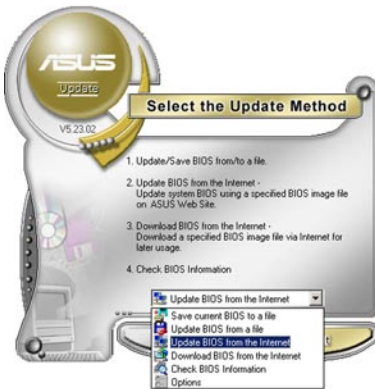 ASUS
Update
V5.23.02
Select the Update Method
1. Update/Save BIOS from/to a file.
2. Update BIOS from the Internet -
Update system BIOS using a specified BIOS image file
on ASUS Web Site.
3. Download BIOS from the Internet -
Download a specified BIOS image file via Internet for
later usage.
4. Check BIOS Information
Update BIOS from the Internet
Save current BIOS to a file
Update BIOS from a file
Update BIOS from the Internet
Download BIOS from the Internet
Check BIOS Information
Options